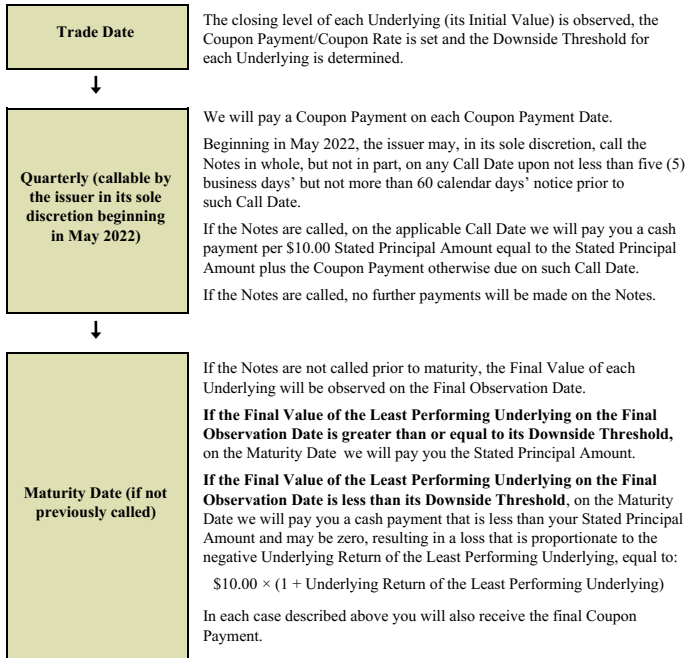 Trade Date
The closing level of each Underlying (its Initial Value) is observed, the
Coupon Payment/Coupon Rate is set and the Downside Threshold for
each Underlying is determined.
Quarterly (callable by
the issuer in its sole
discretion beginning
in May 2022)
We will pay a Coupon Payment on each Coupon Payment Date.
Beginning in May 2022, the issuer may, in its sole discretion, call the
Notes in whole, but not in part, on any Call Date upon not less than five (5)
business days’ but not more than 60 calendar days’ notice prior to
such Call Date.
If the Notes are called, on the applicable Call Date we will pay you a cash
payment per $10.00 Stated Principal Amount equal to the Stated Principal
Amount plus the Coupon Payment otherwise due on such Call Date.
If the Notes are called, no further payments will be made on the Notes.
Maturity Date (if not
previously called)
If the Notes are not called prior to maturity, the Final Value of each
Underlying will be observed on the Final Observation Date.
If the Final Value of the Least Performing Underlying on the Final
Observation Date is greater than or equal to its Downside Threshold,
on the Maturity Date we will pay you the Stated Principal Amount.
If the Final Value of the Least Performing Underlying on the Final
Observation Date is less than its Downside Threshold, on the Maturity
Date we will pay you a cash payment that is less than your Stated Principal
Amount and may be zero, resulting in a loss that is proportionate to the
negative Underlying Return of the Least Performing Underlying, equal to:
$10.00 × (1 + Underlying Return of the Least Performing Underlying)
In each case described above you will also receive the final Coupon
Payment.